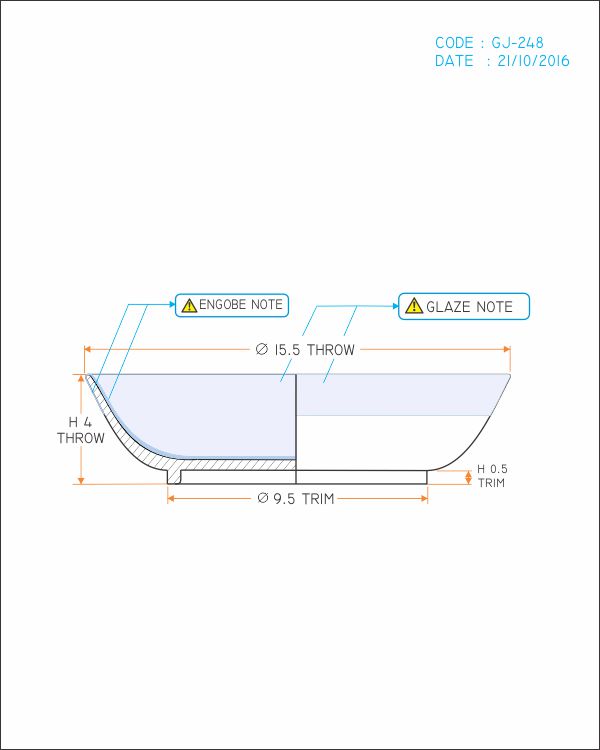 CODE : GJ-248
DATE : 21/10/2016
ENGOBE NOTE
GLAZE NOTE
Ø 15.5 THROW
H 4
THROW
H 0.5
TRIM
Ø 9.5 TRIM